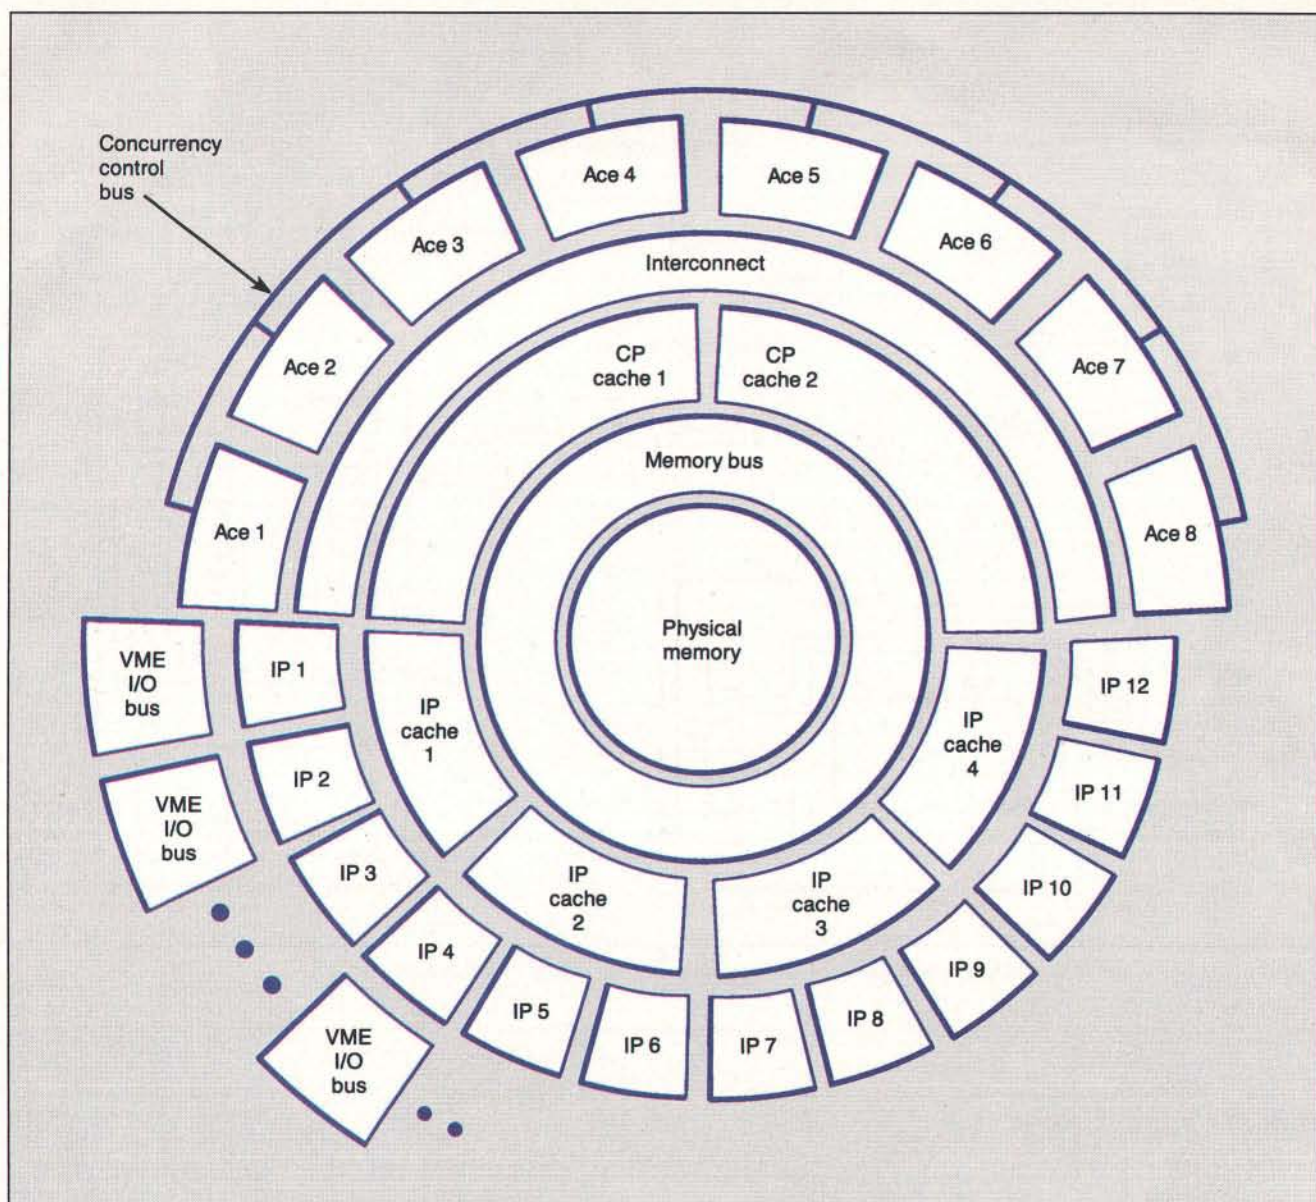 Concurrency
control
bus
Ace 1
Ace 2
Ace 3
Ace 4
Ace 5
Ace 6
Ace 7
Ace 8
Interconnect
CP
cache 1
CP
cache 2
Memory bus
Physical
memory
VME
I/O
bus
VME
I/O
bus
VME
I/O
bus
IP 1
IP 2
IP 3
IP 4
IP 5
IP 6
IP 7
IP 8
IP 9
IP 10
IP 11
IP 12
IP
cache
1
IP
cache
2
IP
cache
3
IP
cache
4